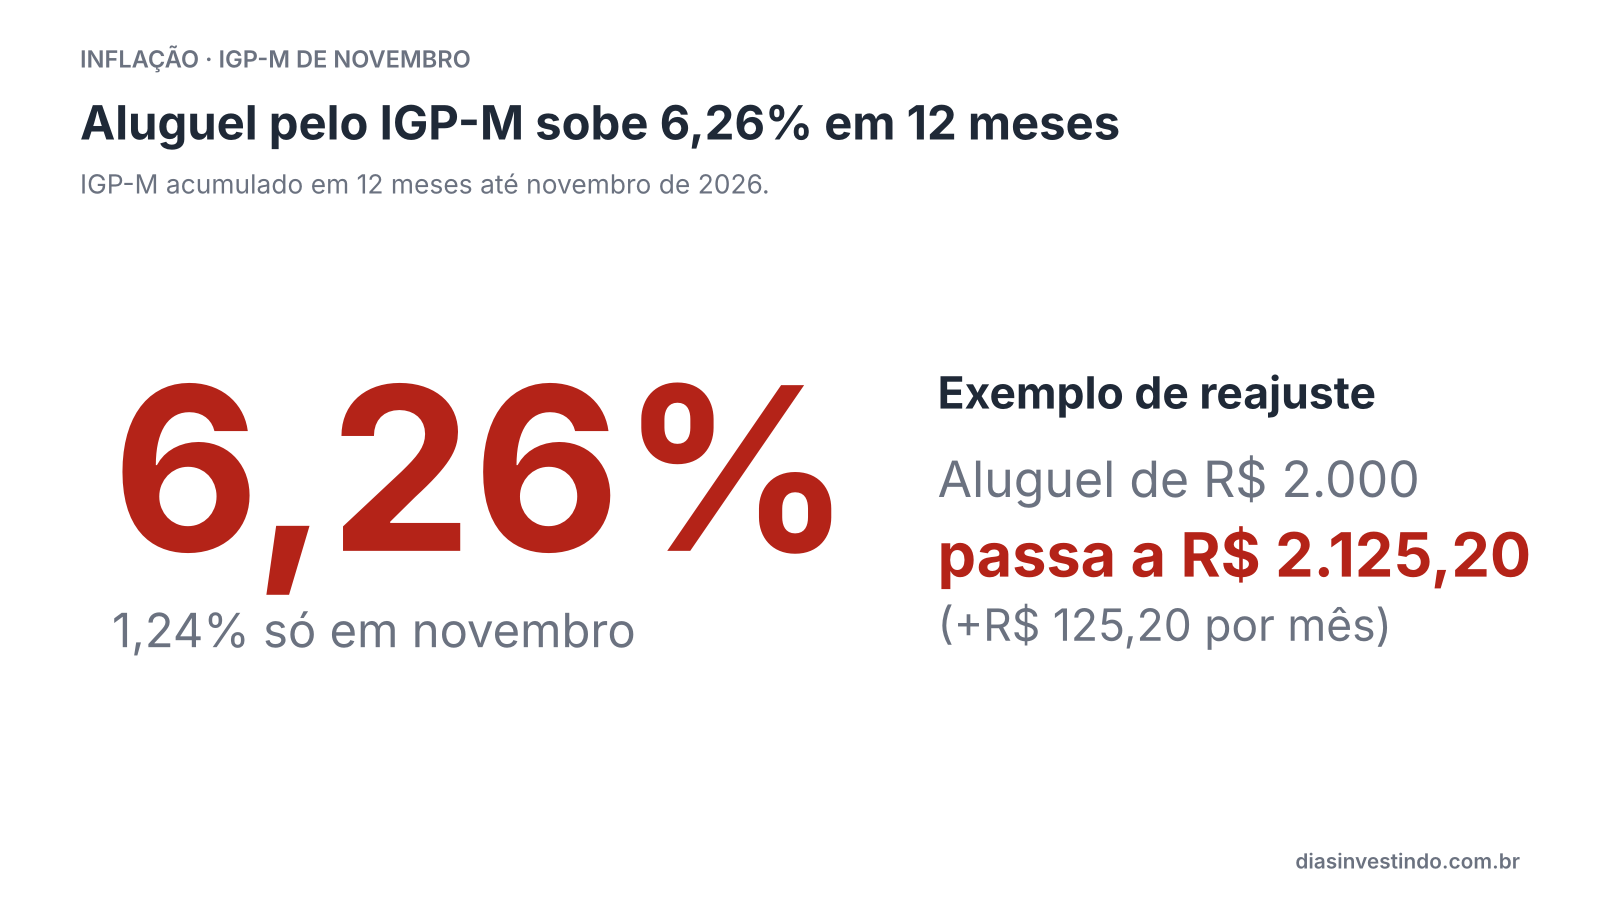 INFLAÇÃO · IGP-M DE NOVEMBRO
Aluguel pelo IGP-M sobe 6,26% em 12 meses
IGP-M acumulado em 12 meses até novembro de 2026.
6,26%
1,24% só em novembro
Exemplo de reajuste
Aluguel de R$ 2.000
passa a R$ 2.125,20
(+R$ 125,20 por mês)
diasinvestindo.com.br